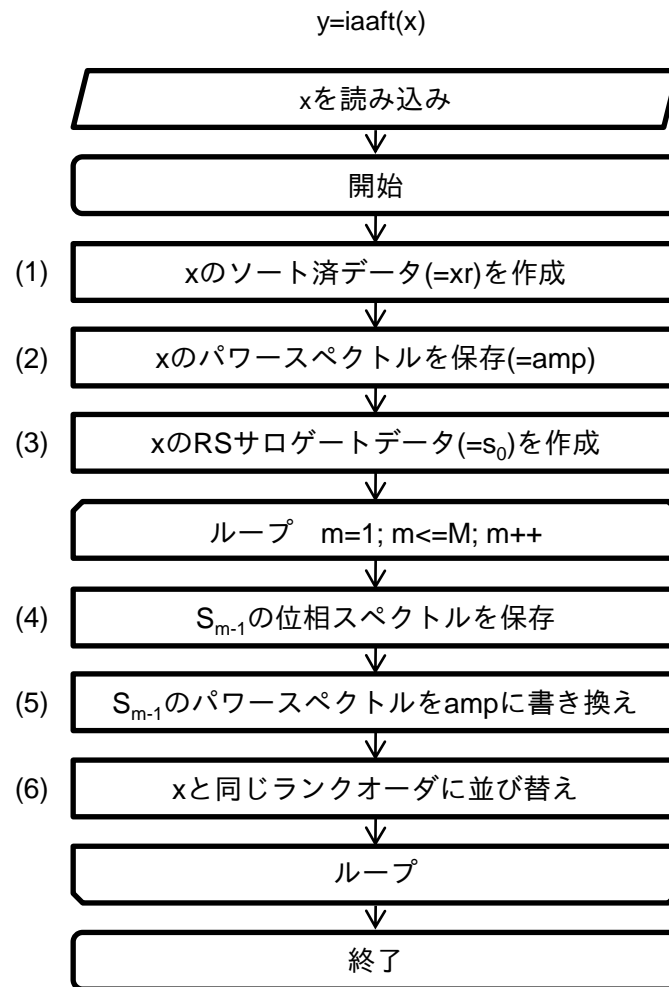 y=iaaft(x)
xを読み込み
開始
(1) xのソート済データ(=xr)を作成
(2) xのパワースペクトルを保存(=amp)
(3) xのRSサロゲートデータ(=s₀)を作成
ループ　m=1; m<=M; m++
(4) Sₘ₋₁の位相スペクトルを保存
(5) Sₘ₋₁のパワースペクトルをampに書き換え
(6) xと同じランクオーダに並び替え
ループ
終了